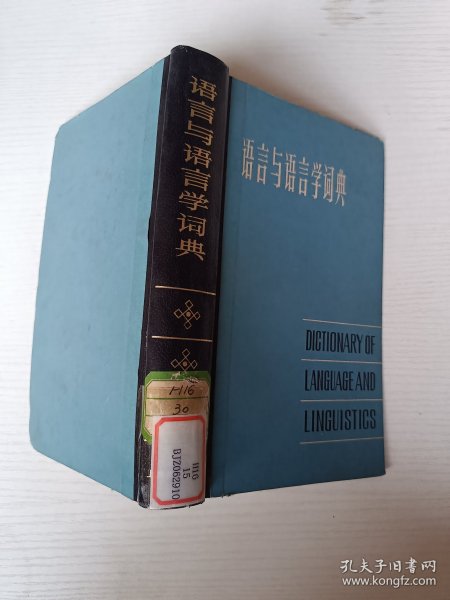 语言与语言学词典
H16
30
H16
15
BJZ062910
语言与语言学词典
DICTIONARY OF
LANGUAGE AND
LINGUISTICS
孔夫子旧书网
www.kongfz.com